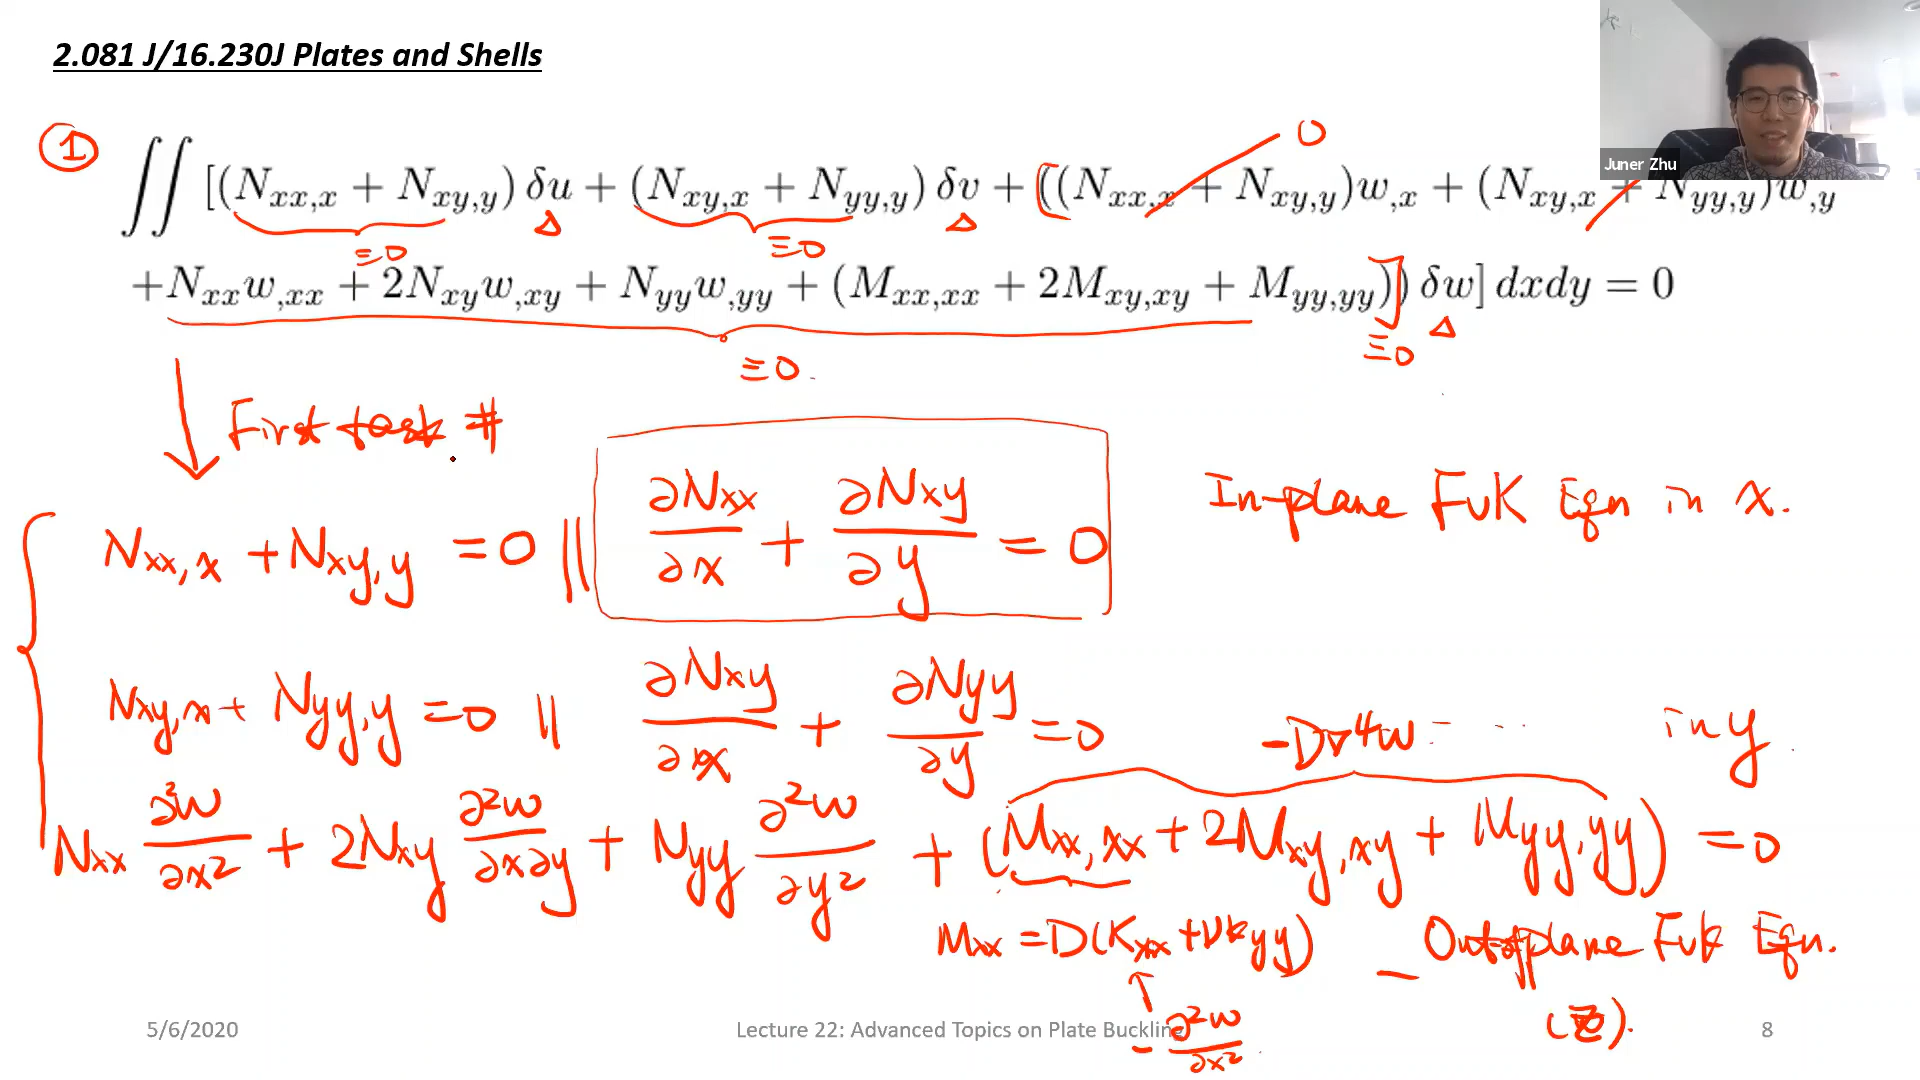 2.081 J/16.230J Plates and Shells
Juner Zhu
① ∬ [(N_{xx,x} + N_{xy,y}) δu + (N_{xy,x} + N_{yy,y}) δv + ((N_{xx,x} + N_{xy,y})w_{,x} + (N_{xy,x} + N_{yy,y})w_{,y}
0
Δ Δ
≡0 ≡0
+N_{xx}w_{,xx} + 2N_{xy}w_{,xy} + N_{yy}w_{,yy} + (M_{xx,xx} + 2M_{xy,xy} + M_{yy,yy})) δw] dxdy = 0
≡0 ≡0 Δ
First task #
N_{xx,x} + N_{xy,y} = 0 || ∂N_{xx}/∂x + ∂N_{xy}/∂y = 0 In-plane FvK Eqn in x.
N_{xy,x} + N_{yy,y} = 0 || ∂N_{xy}/∂x + ∂N_{yy}/∂y = 0 in y
-D∇⁴w = ...
N_{xx} ∂²w/∂x² + 2N_{xy} ∂²w/∂x∂y + N_{yy} ∂²w/∂y² + (M_{xx,xx} + 2M_{xy,xy} + M_{yy,yy}) = 0
M_{xx} = D(K_{xx} + νK_{yy}) — Out of plane FvK Eqn.
(z).
- ∂²w/∂x²
5/6/2020 Lecture 22: Advanced Topics on Plate Buckling 8